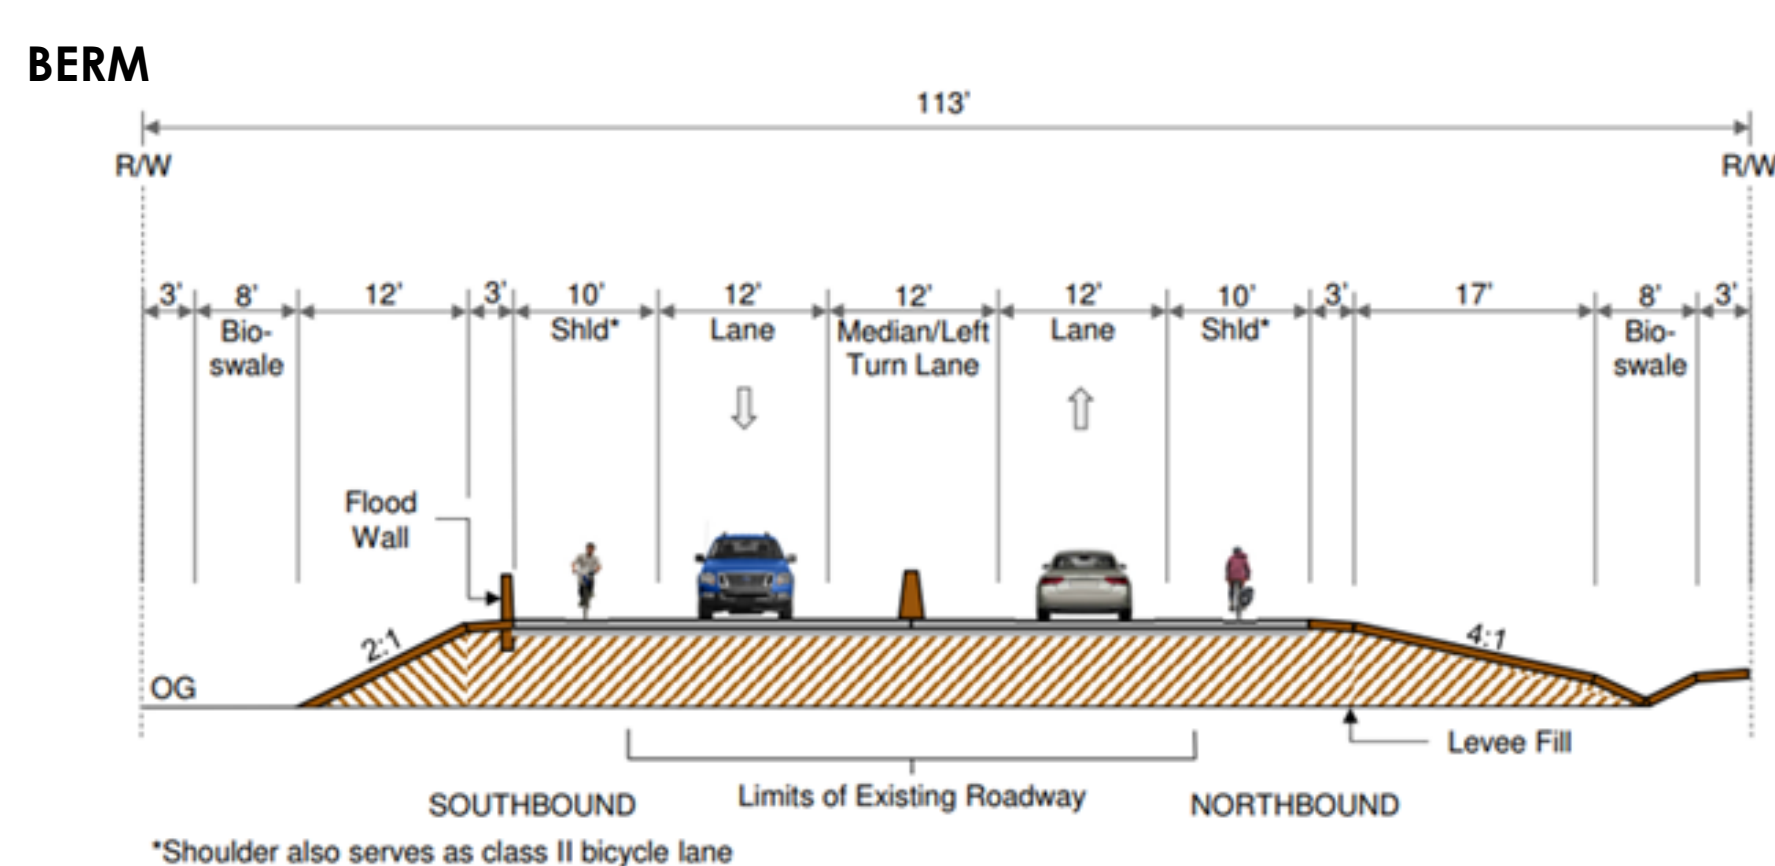 BERM
113'
R/W
R/W
3' 8' 12' 3' 10' 12' 12' 12' 10' 3' 17' 8' 3'
Bio-
swale
Shld*
Lane
Median/Left
Turn Lane
Lane
Shld*
Bio-
swale
Flood
Wall
2:1
4:1
OG
Levee Fill
Limits of Existing Roadway
SOUTHBOUND
NORTHBOUND
*Shoulder also serves as class II bicycle lane